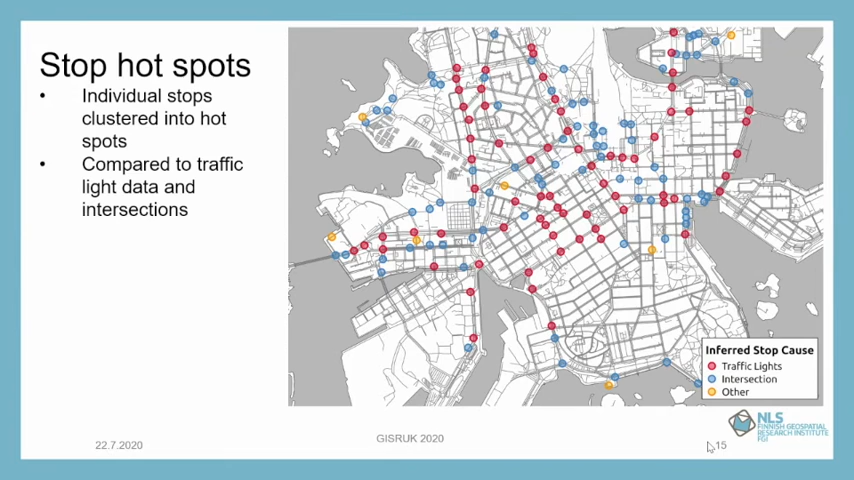 Stop hot spots
• Individual stops
clustered into hot
spots
• Compared to traffic
light data and
intersections
Inferred Stop Cause
Traffic Lights
Intersection
Other
NLS
FINNISH GEOSPATIAL
RESEARCH INSTITUTE
FGI
22.7.2020
GISRUK 2020
15